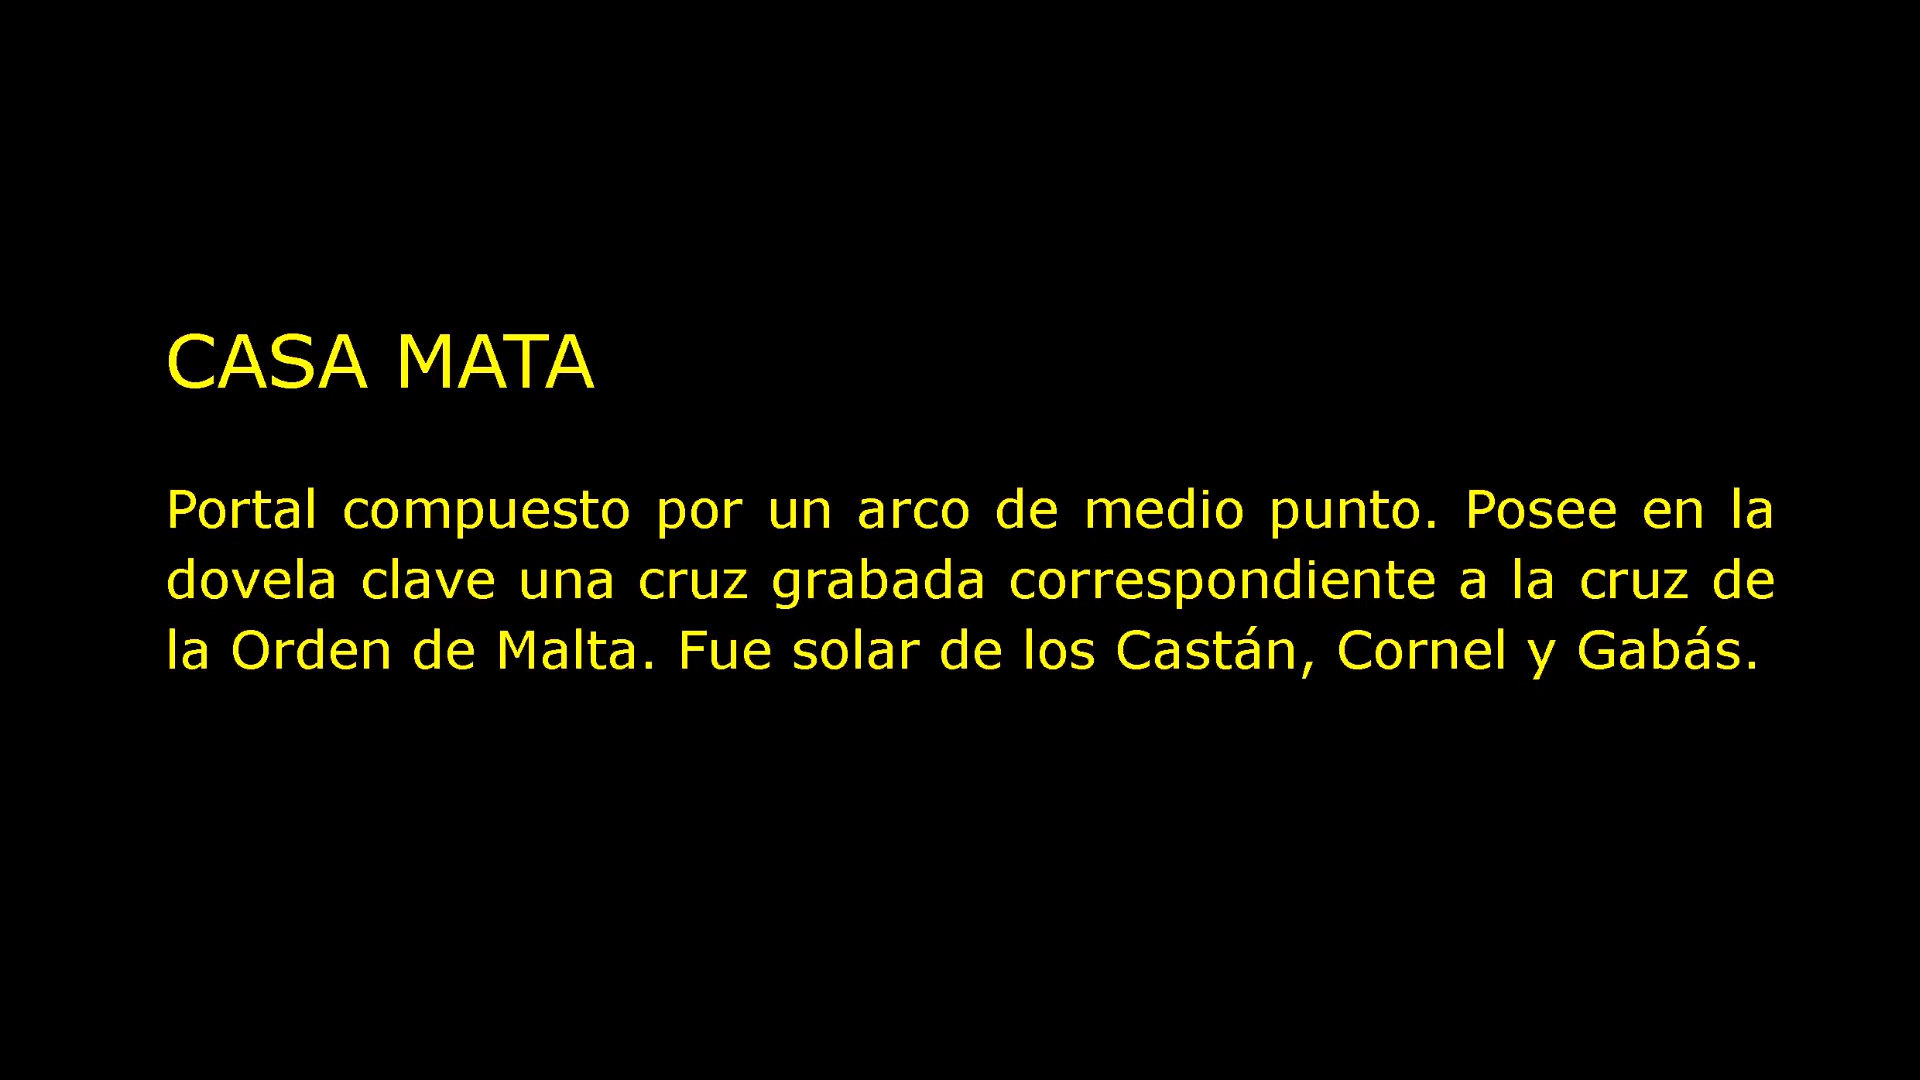 CASA MATA
Portal compuesto por un arco de medio punto. Posee en la
dovela clave una cruz grabada correspondiente a la cruz de
la Orden de Malta. Fue solar de los Castán, Cornel y Gabás.